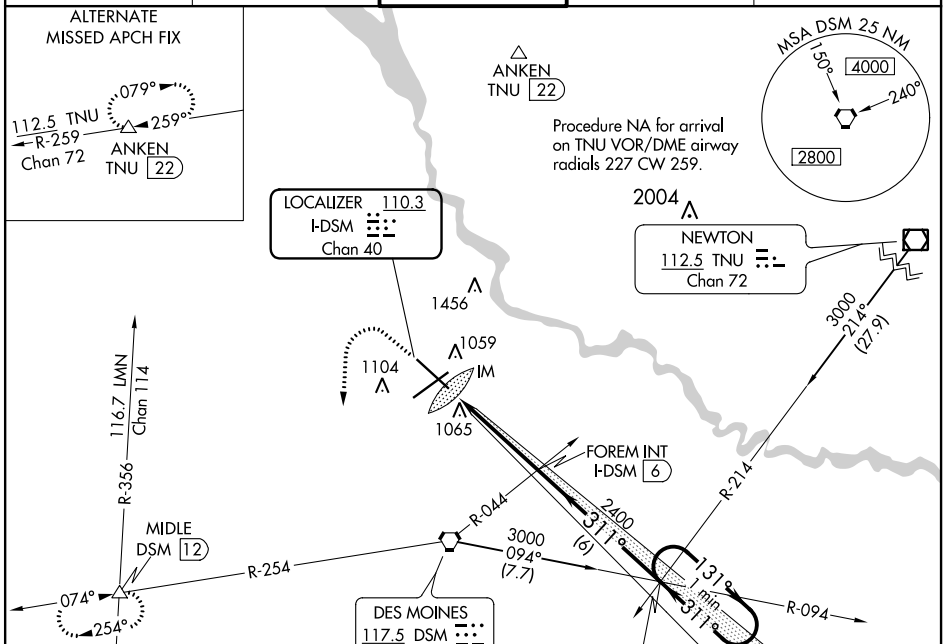 ALTERNATE
MISSED APCH FIX
079°
259°
112.5 TNU
R-259
Chan 72
ANKEN
TNU 22
ANKEN
TNU 22
MSA DSM 25 NM
150°
4000
240°
2800
Procedure NA for arrival
on TNU VOR/DME airway
radials 227 CW 259.
2004
LOCALIZER 110.3
I-DSM
Chan 40
NEWTON
112.5 TNU
Chan 72
3000
214°
(27.9)
1456
1059
1104
IM
1065
116.7 LMN
Chan 114
R-356
FOREM INT
I-DSM 6
R-214
R-044
2400
311°
(6)
MIDLE
DSM 12
R-254
3000
094°
(7.7)
131°
1 min
311°
R-094
074°
254°
DES MOINES
117.5 DSM